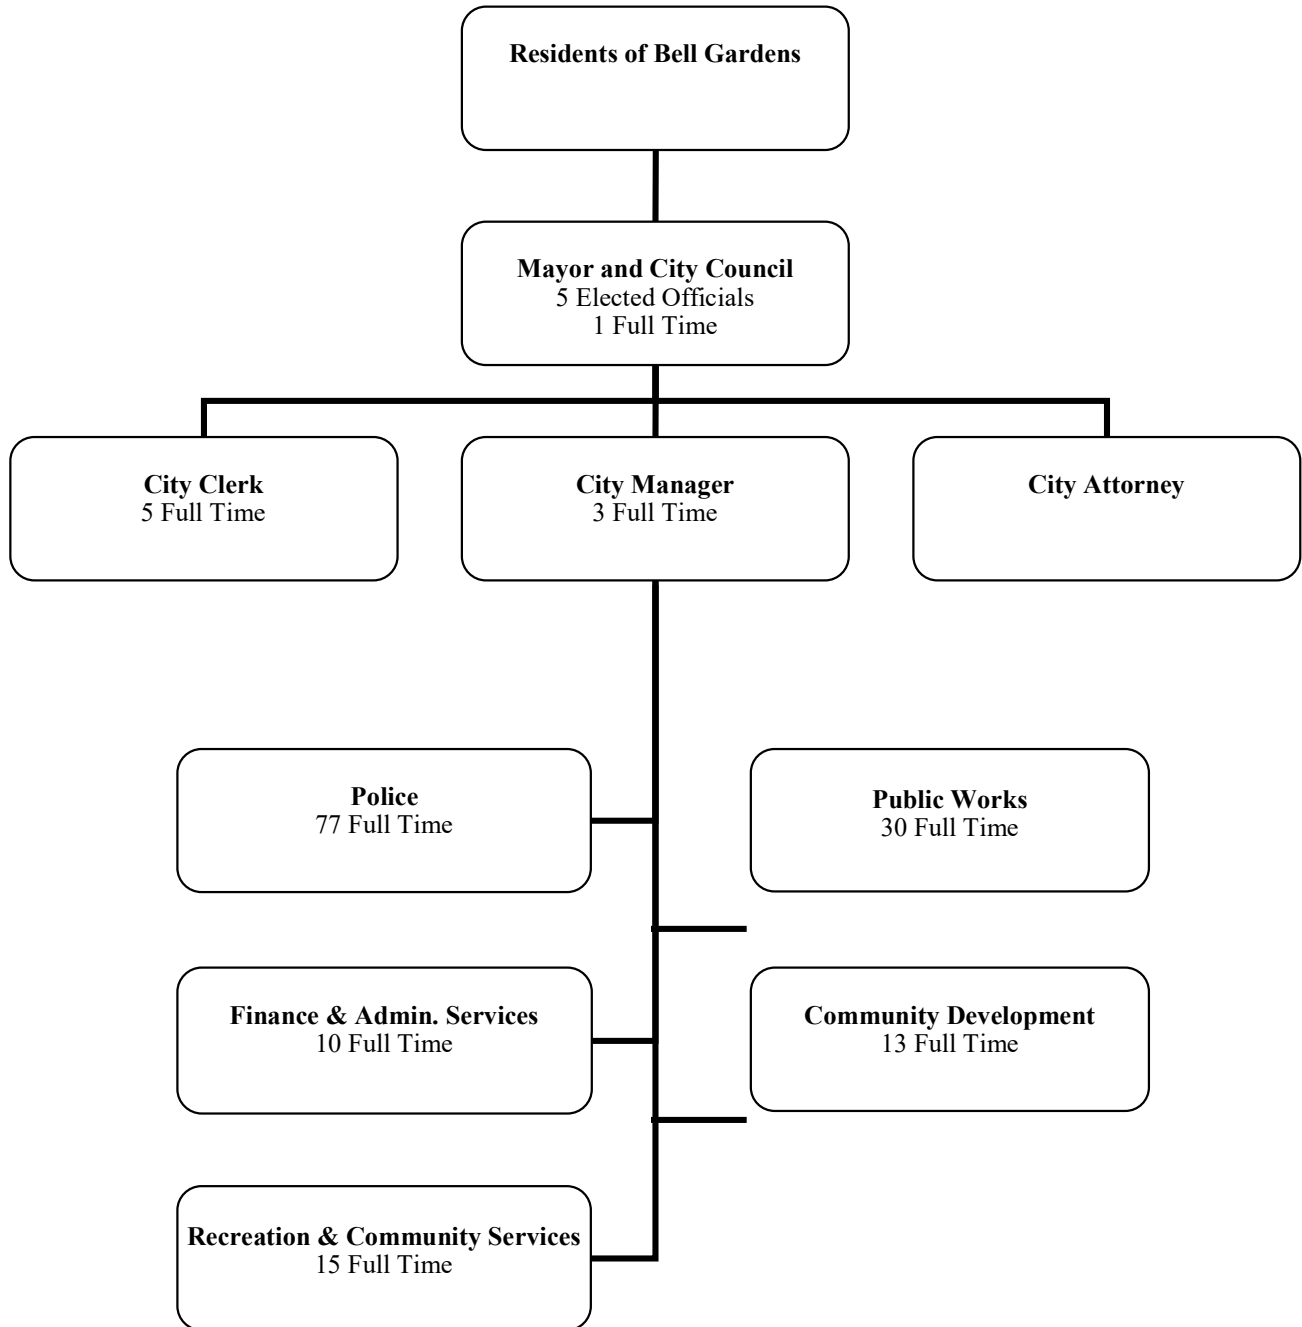 Residents of Bell Gardens
Mayor and City Council
5 Elected Officials
1 Full Time
City Clerk
5 Full Time
City Manager
3 Full Time
City Attorney
Police
77 Full Time
Public Works
30 Full Time
Finance & Admin. Services
10 Full Time
Community Development
13 Full Time
Recreation & Community Services
15 Full Time